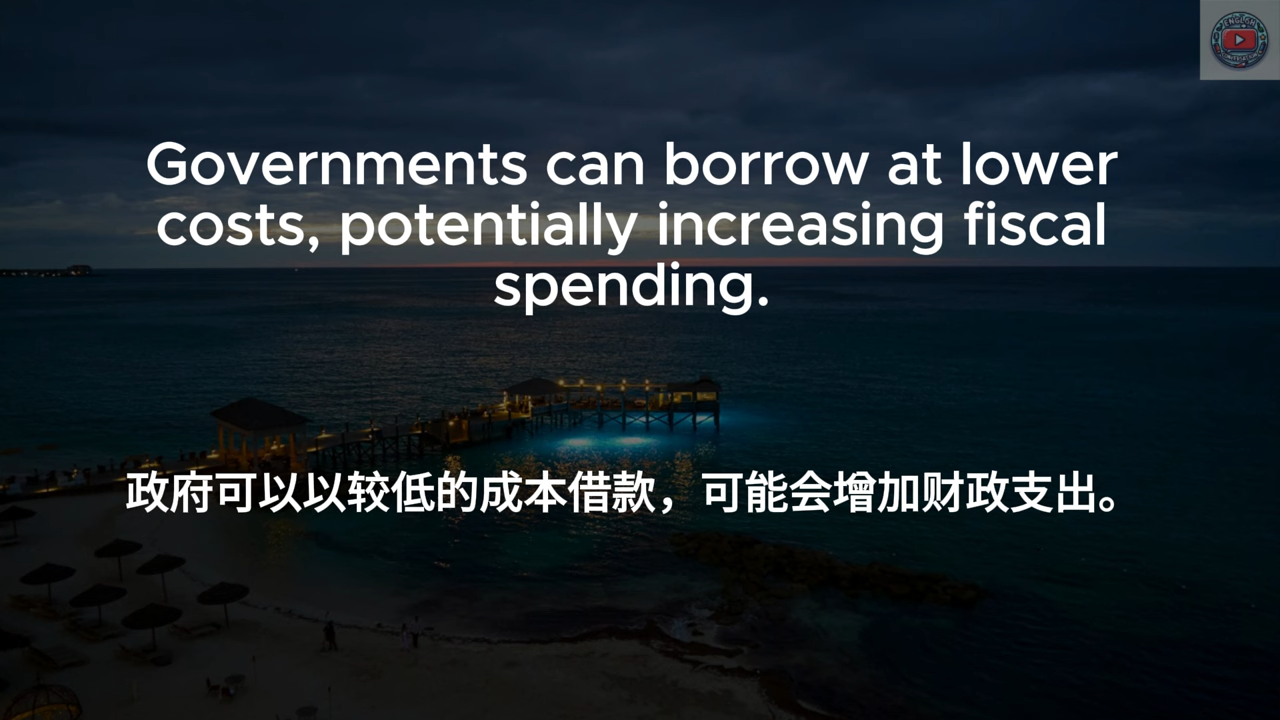 Governments can borrow at lower
costs, potentially increasing fiscal
spending.
政府可以以较低的成本借款，可能会增加财政支出。